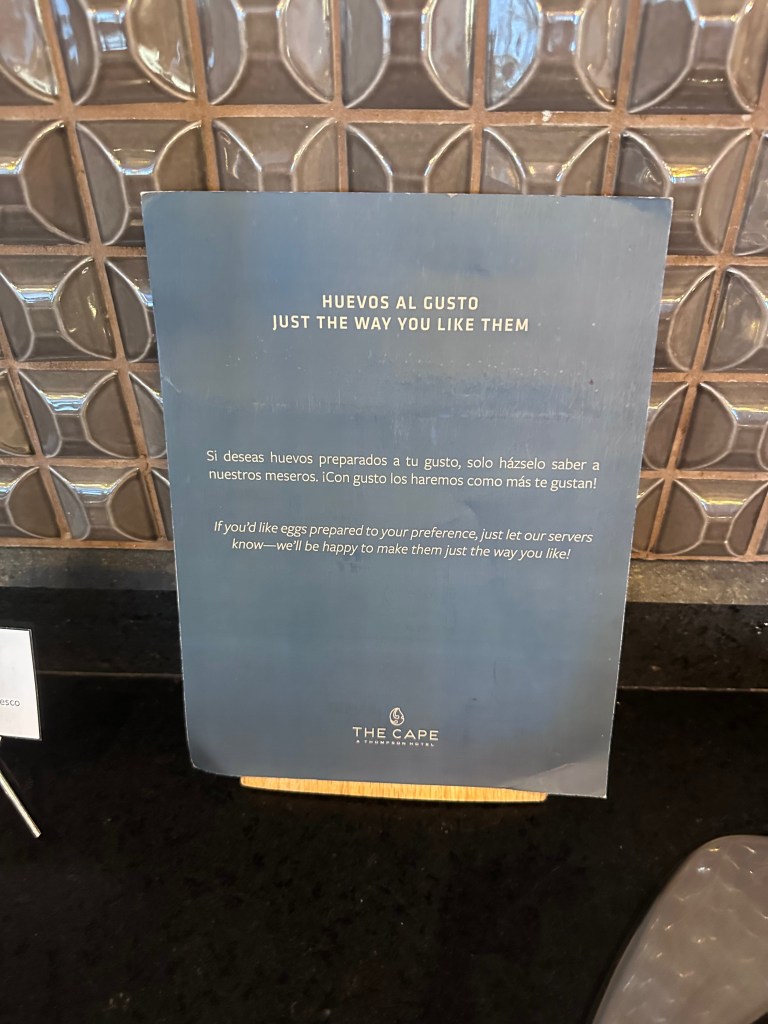 HUEVOS AL GUSTO
JUST THE WAY YOU LIKE THEM
Si deseas huevos preparados a tu gusto, solo házselo saber a
nuestros meseros. ¡Con gusto los haremos como más te gustan!
If you'd like eggs prepared to your preference, just let our servers
know—we'll be happy to make them just the way you like!
THE CAPE
A THOMPSON HOTEL
esco